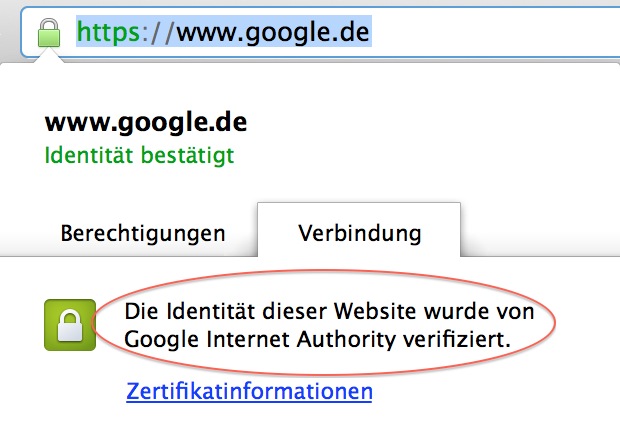 https://www.google.de
www.google.de
Identität bestätigt
Berechtigungen
Verbindung
Die Identität dieser Website wurde von
Google Internet Authority verifiziert.
Zertifikatinformationen